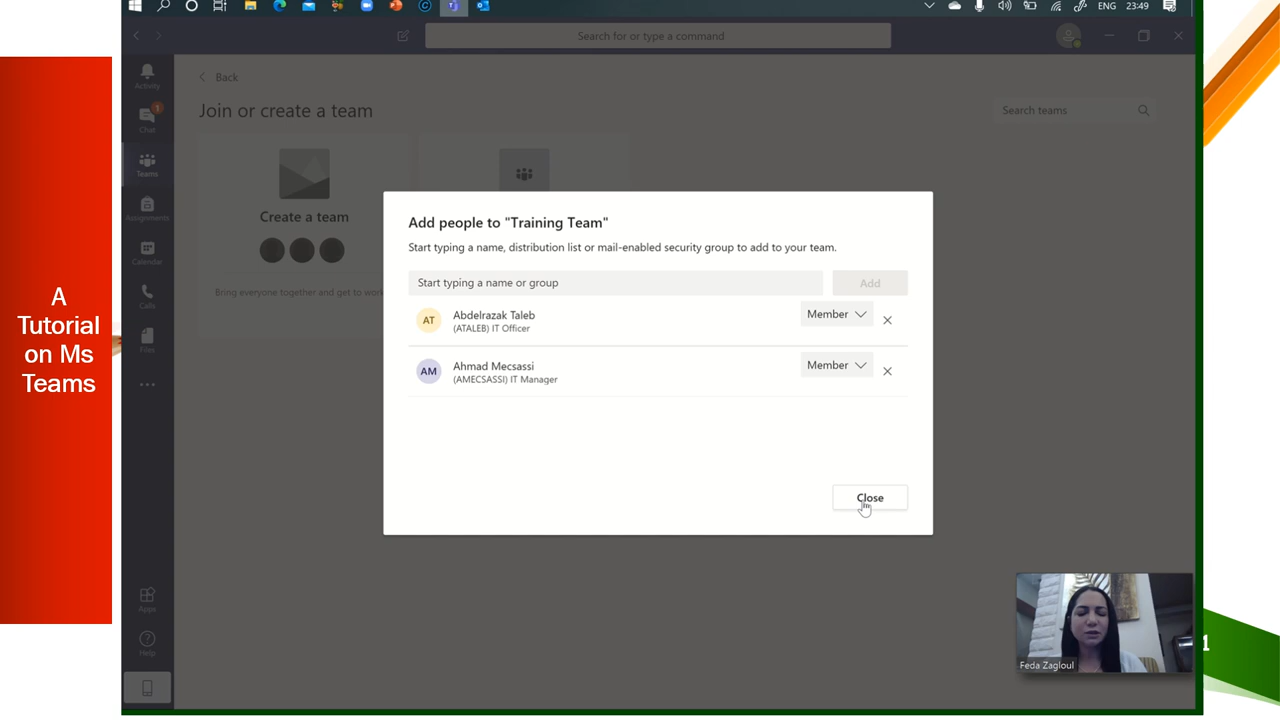 A
Tutorial
on Ms
Teams
ENG 23:49
Search for or type a command
Activity
1
Chat
Teams
Assignments
Calendar
Calls
Files
Apps
Help
Back
Join or create a team
Search teams
Create a team
Bring everyone together and get to work
Add people to "Training Team"
Start typing a name, distribution list or mail-enabled security group to add to your team.
Start typing a name or group
Add
AT
Abdelrazak Taleb
(ATALEB) IT Officer
Member
AM
Ahmad Mecsassi
(AMECSASSI) IT Manager
Member
Close
Feda Zagloul
1